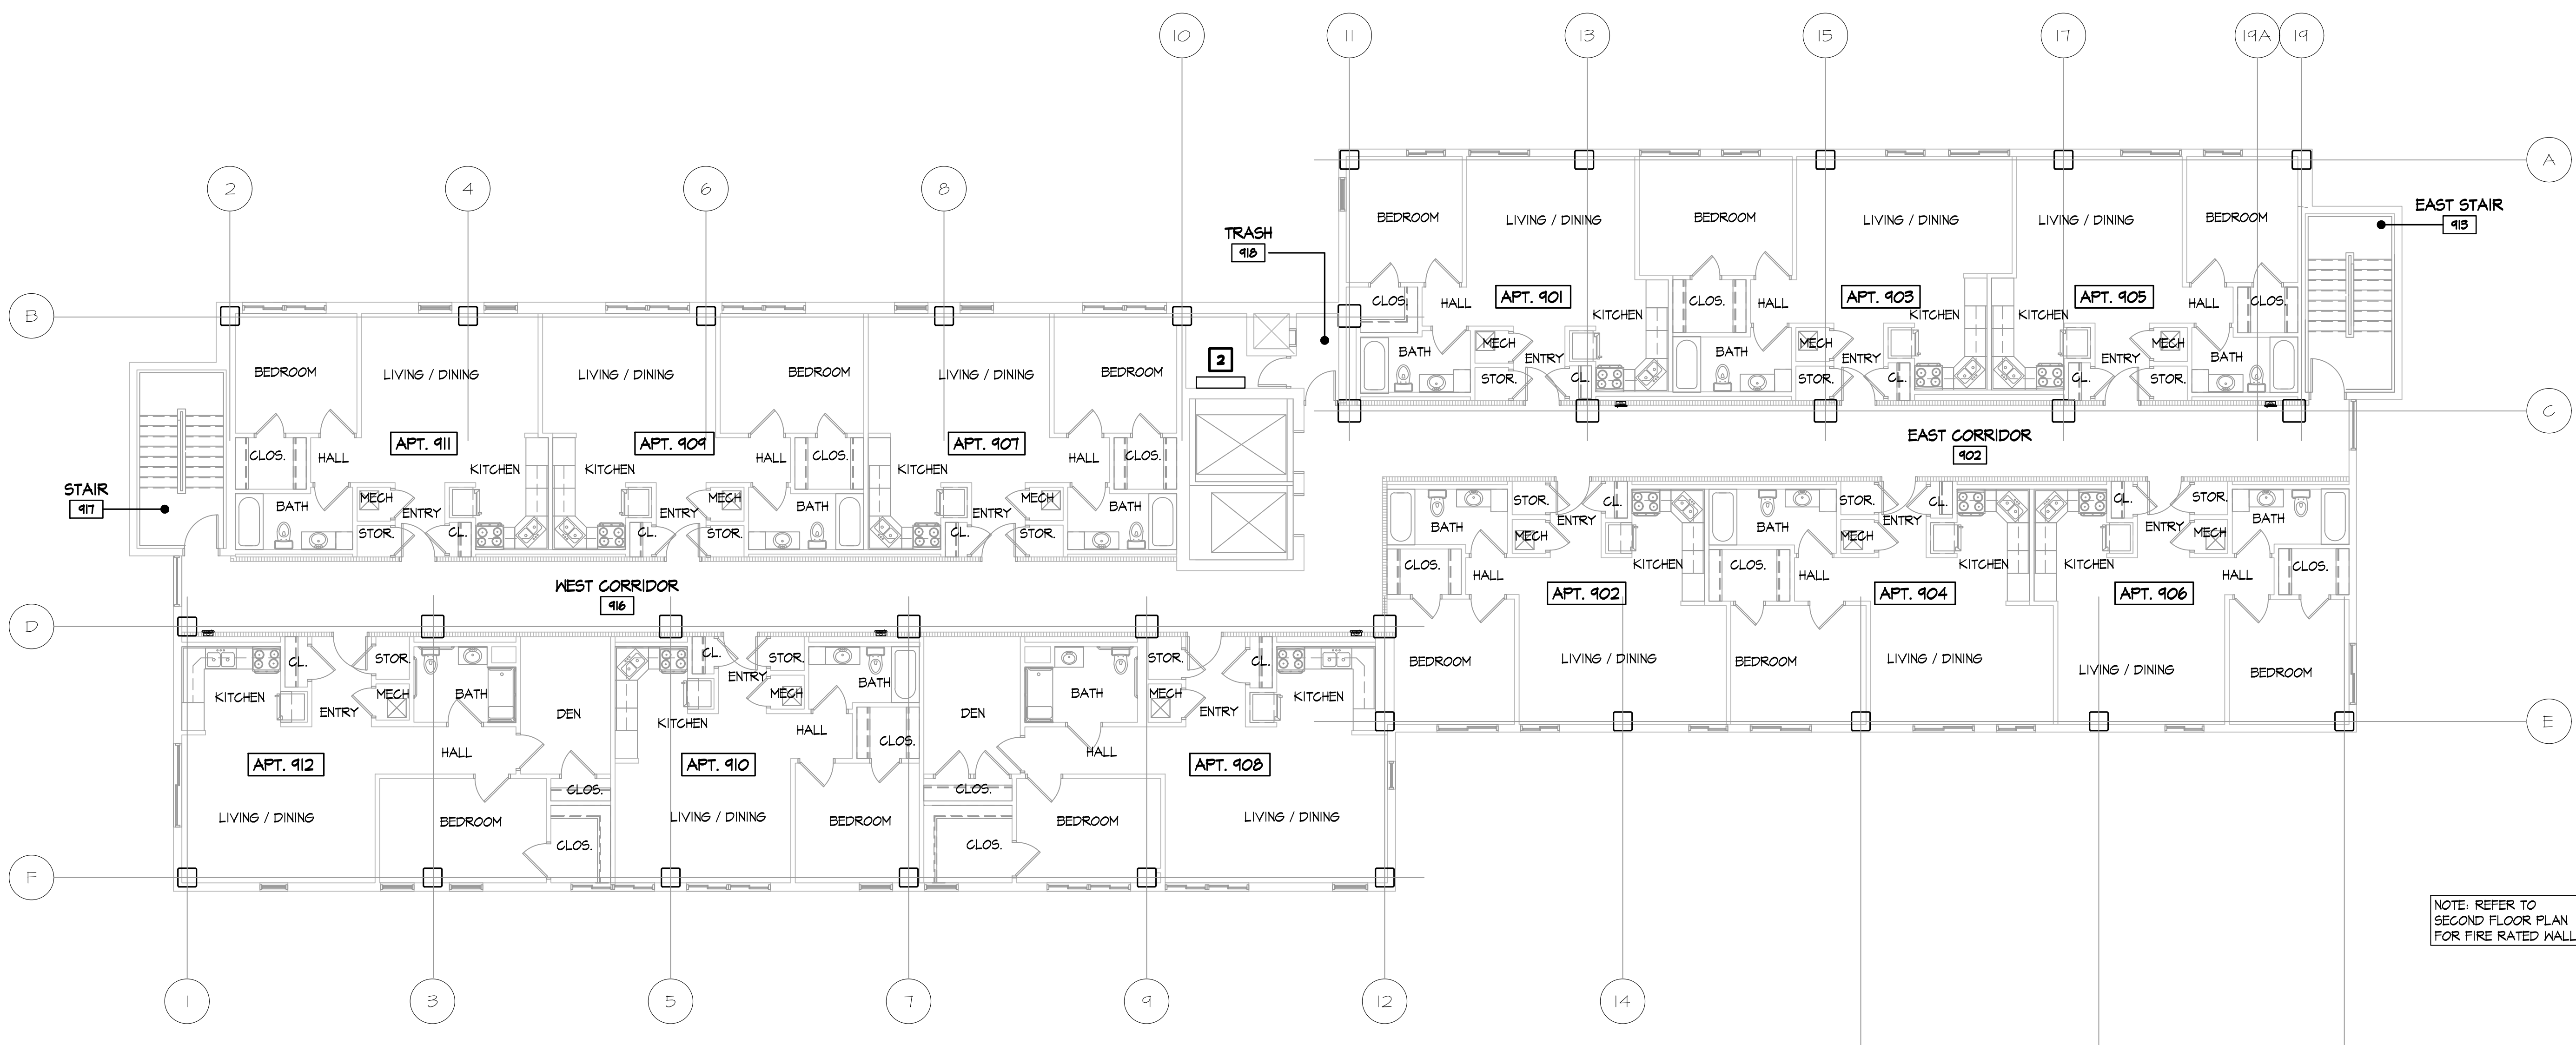 10
11
13
15
17
19A
19
A
2
4
6
8
TRASH
918
EAST STAIR
913
BEDROOM
LIVING / DINING
BEDROOM
LIVING / DINING
LIVING / DINING
BEDROOM
CLOS.
HALL
APT. 901
KITCHEN
CLOS.
HALL
APT. 903
KITCHEN
KITCHEN
APT. 905
HALL
CLOS.
B
BATH
MECH
ENTRY
STOR.
CL.
BATH
MECH
ENTRY
STOR.
CL.
CL.
ENTRY
MECH
STOR.
BATH
2
C
EAST CORRIDOR
902
BEDROOM
LIVING / DINING
LIVING / DINING
BEDROOM
LIVING / DINING
BEDROOM
CLOS.
HALL
APT. 911
KITCHEN
KITCHEN
APT. 909
HALL
CLOS.
KITCHEN
APT. 907
HALL
CLOS.
STAIR
917
BATH
MECH
ENTRY
STOR.
CL.
CL.
ENTRY
MECH
STOR.
BATH
CL.
ENTRY
MECH
STOR.
BATH
BATH
STOR.
MECH
ENTRY
CL.
KITCHEN
BATH
STOR.
MECH
ENTRY
CL.
KITCHEN
KITCHEN
CL.
ENTRY
STOR.
MECH
BATH
CLOS.
HALL
APT. 902
CLOS.
HALL
APT. 904
APT. 906
HALL
CLOS.
BEDROOM
LIVING / DINING
BEDROOM
LIVING / DINING
LIVING / DINING
BEDROOM
WEST CORRIDOR
916
D
CL.
STOR.
KITCHEN
MECH
BATH
ENTRY
DEN
HALL
APT. 912
CLOS.
LIVING / DINING
BEDROOM
CLOS.
CL.
STOR.
ENTRY
MECH
BATH
KITCHEN
HALL
CLOS.
APT. 910
LIVING / DINING
BEDROOM
DEN
BATH
STOR.
MECH
CL.
ENTRY
KITCHEN
HALL
APT. 908
CLOS.
BEDROOM
LIVING / DINING
CLOS.
E
F
NOTE: REFER TO
SECOND FLOOR PLAN
FOR FIRE RATED WALL
1
3
5
7
9
12
14